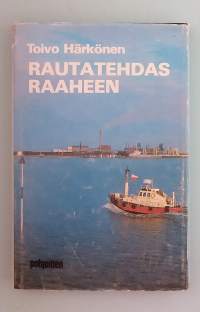 Toivo Härkönen
RAUTATEHDAS
RAAHEEN
pohjoinen